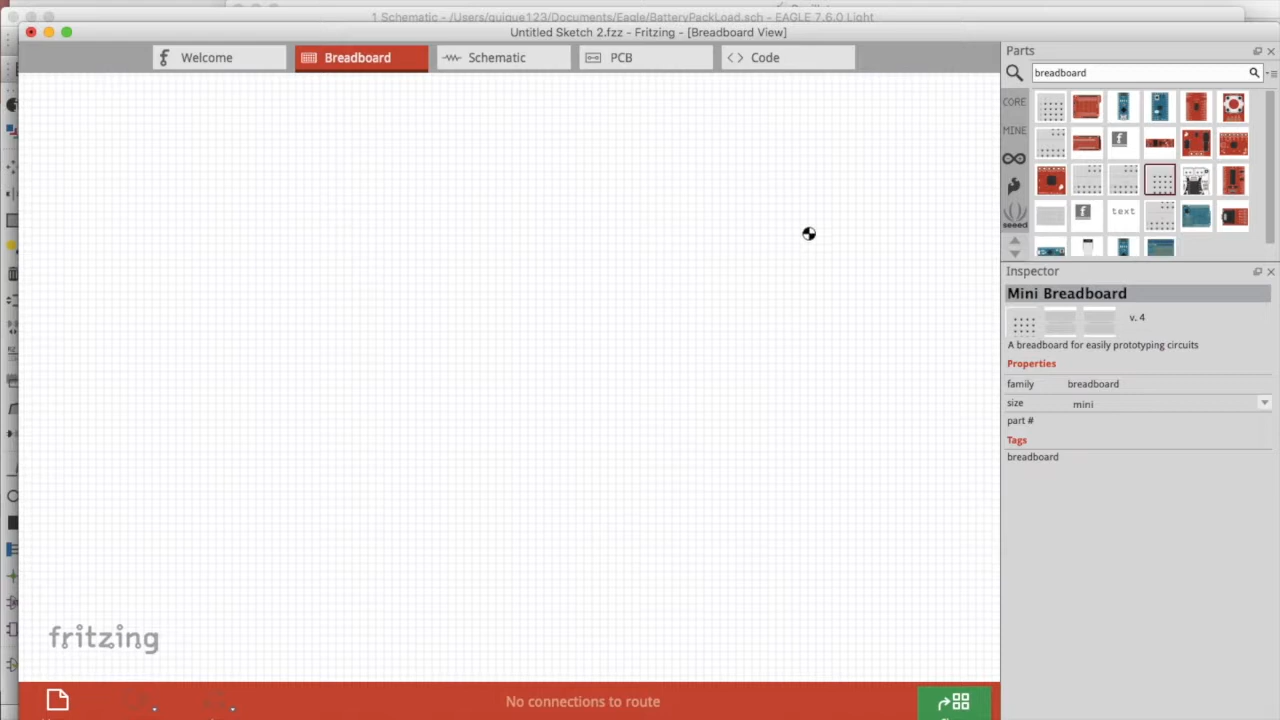 1 Schematic - /Users/quique123/Documents/Eagle/BatteryPackLoad.sch - EAGLE 7.6.0 Light
Untitled Sketch 2.fzz - Fritzing - [Breadboard View]
Welcome
Breadboard
Schematic
PCB
Code
Parts
breadboard
CORE
MINE
seeed
text
Inspector
Mini Breadboard
v. 4
A breadboard for easily prototyping circuits
Properties
family breadboard
size mini
part #
Tags
breadboard
fritzing
No connections to route